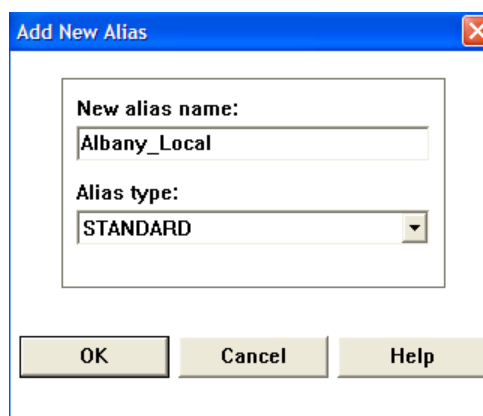 Add New Alias
New alias name:
Albany_Local
Alias type:
STANDARD
OK Cancel Help